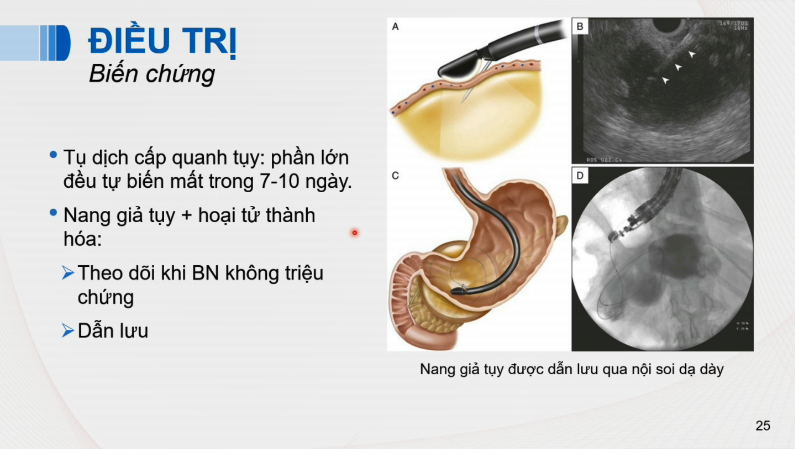 ĐIỀU TRỊ
Biến chứng
Tụ dịch cấp quanh tụy: phần lớn
đều tự biến mất trong 7-10 ngày.
Nang giả tụy + hoại tử thành
hóa:
Theo dõi khi BN không triệu
chứng
Dẫn lưu
A
B
C
D
Nang giả tụy được dẫn lưu qua nội soi dạ dày
25